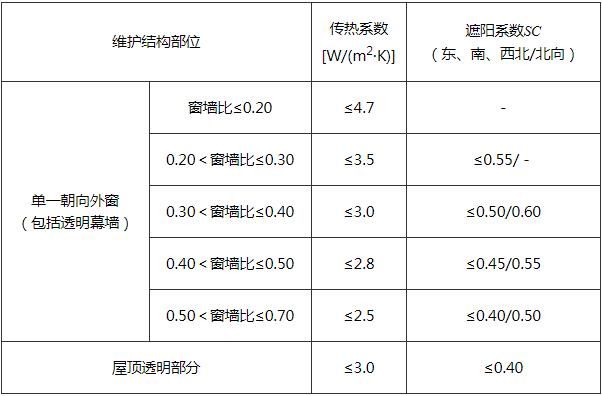 维护结构部位
传热系数
[W/(m²·K)]
遮阳系数SC
（东、南、西北/北向）
单一朝向外窗
（包括透明幕墙）
窗墙比≤0.20
≤4.7
-
0.20＜窗墙比≤0.30
≤3.5
≤0.55/ -
0.30＜窗墙比≤0.40
≤3.0
≤0.50/0.60
0.40＜窗墙比≤0.50
≤2.8
≤0.45/0.55
0.50＜窗墙比≤0.70
≤2.5
≤0.40/0.50
屋顶透明部分
≤3.0
≤0.40